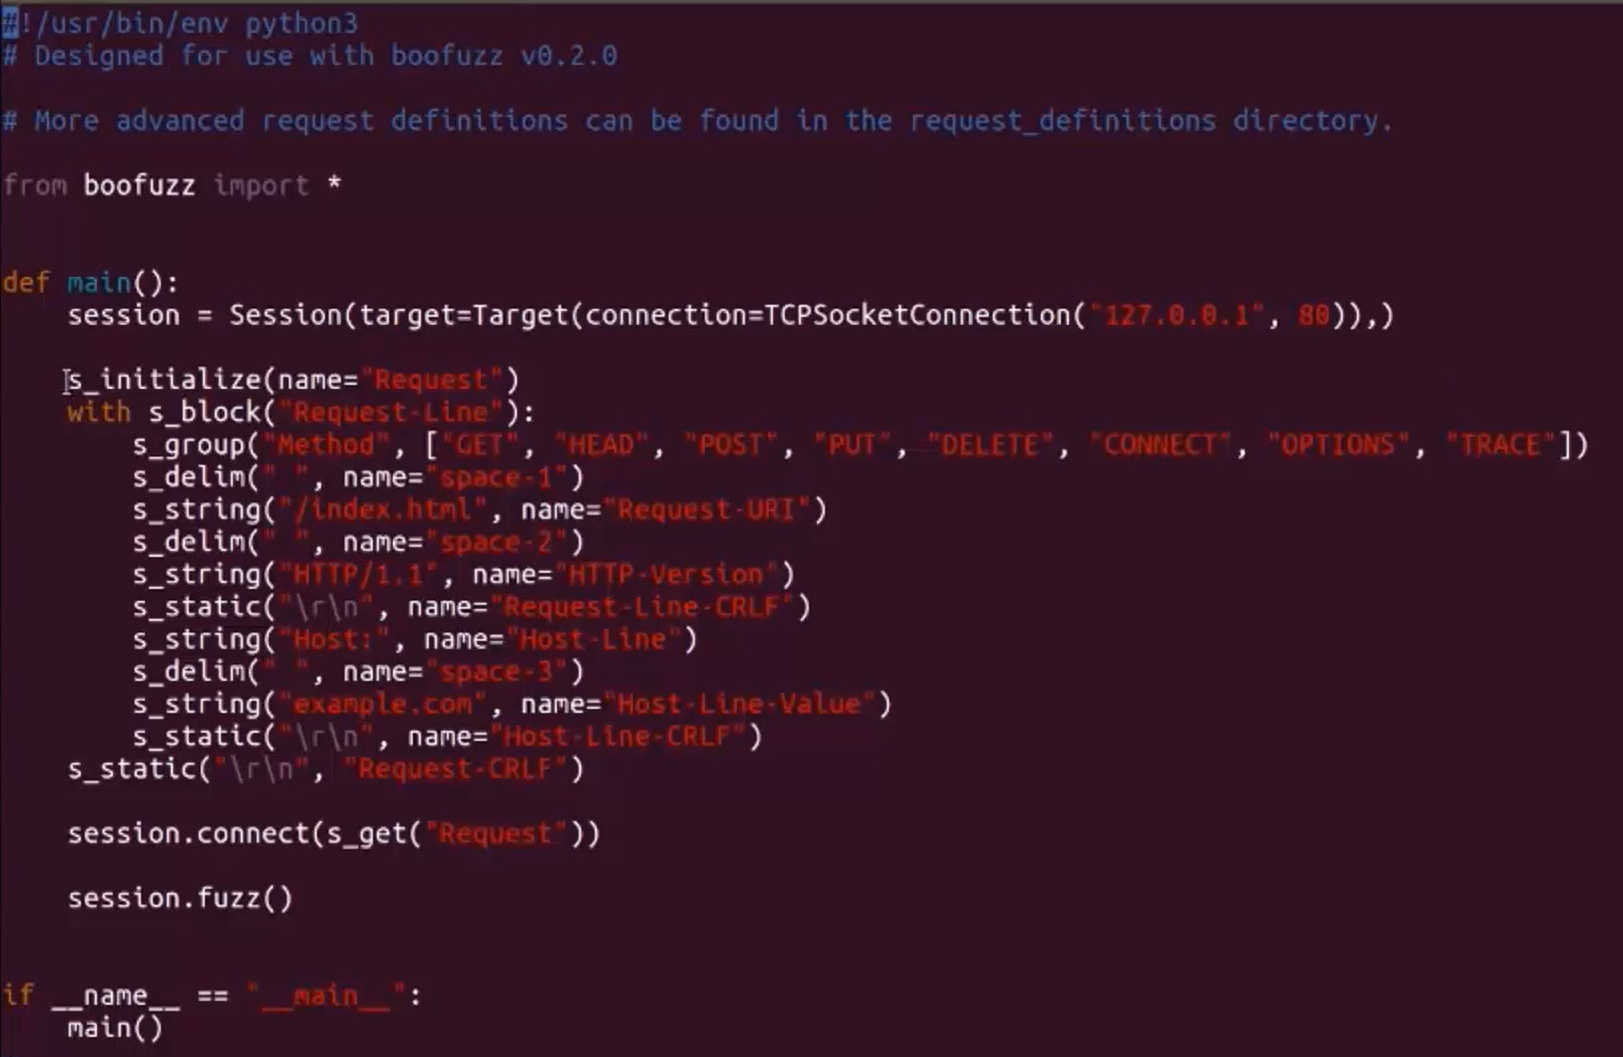 #!/usr/bin/env python3
# Designed for use with boofuzz v0.2.0
# More advanced request definitions can be found in the request_definitions directory.
from boofuzz import *
def main():
    session = Session(target=Target(connection=TCPSocketConnection("127.0.0.1", 80)),)
    s_initialize(name="Request")
    with s_block("Request-Line"):
        s_group("Method", ["GET", "HEAD", "POST", "PUT", "DELETE", "CONNECT", "OPTIONS", "TRACE"])
        s_delim(" ", name="space-1")
        s_string("/index.html", name="Request-URI")
        s_delim(" ", name="space-2")
        s_string("HTTP/1.1", name="HTTP-Version")
        s_static("\r\n", name="Request-Line-CRLF")
        s_string("Host:", name="Host-Line")
        s_delim(" ", name="space-3")
        s_string("example.com", name="Host-Line-Value")
        s_static("\r\n", name="Host-Line-CRLF")
    s_static("\r\n", "Request-CRLF")
    session.connect(s_get("Request"))
    session.fuzz()
if __name__ == "__main__":
    main()